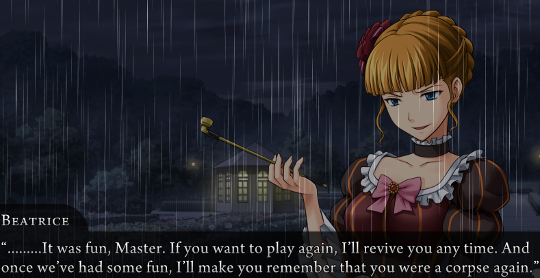 BEATRICE
“.........It was fun, Master. If you want to play again, I’ll revive you any time. And
once we’ve had some fun, I’ll make you remember that you were a corpse again.”